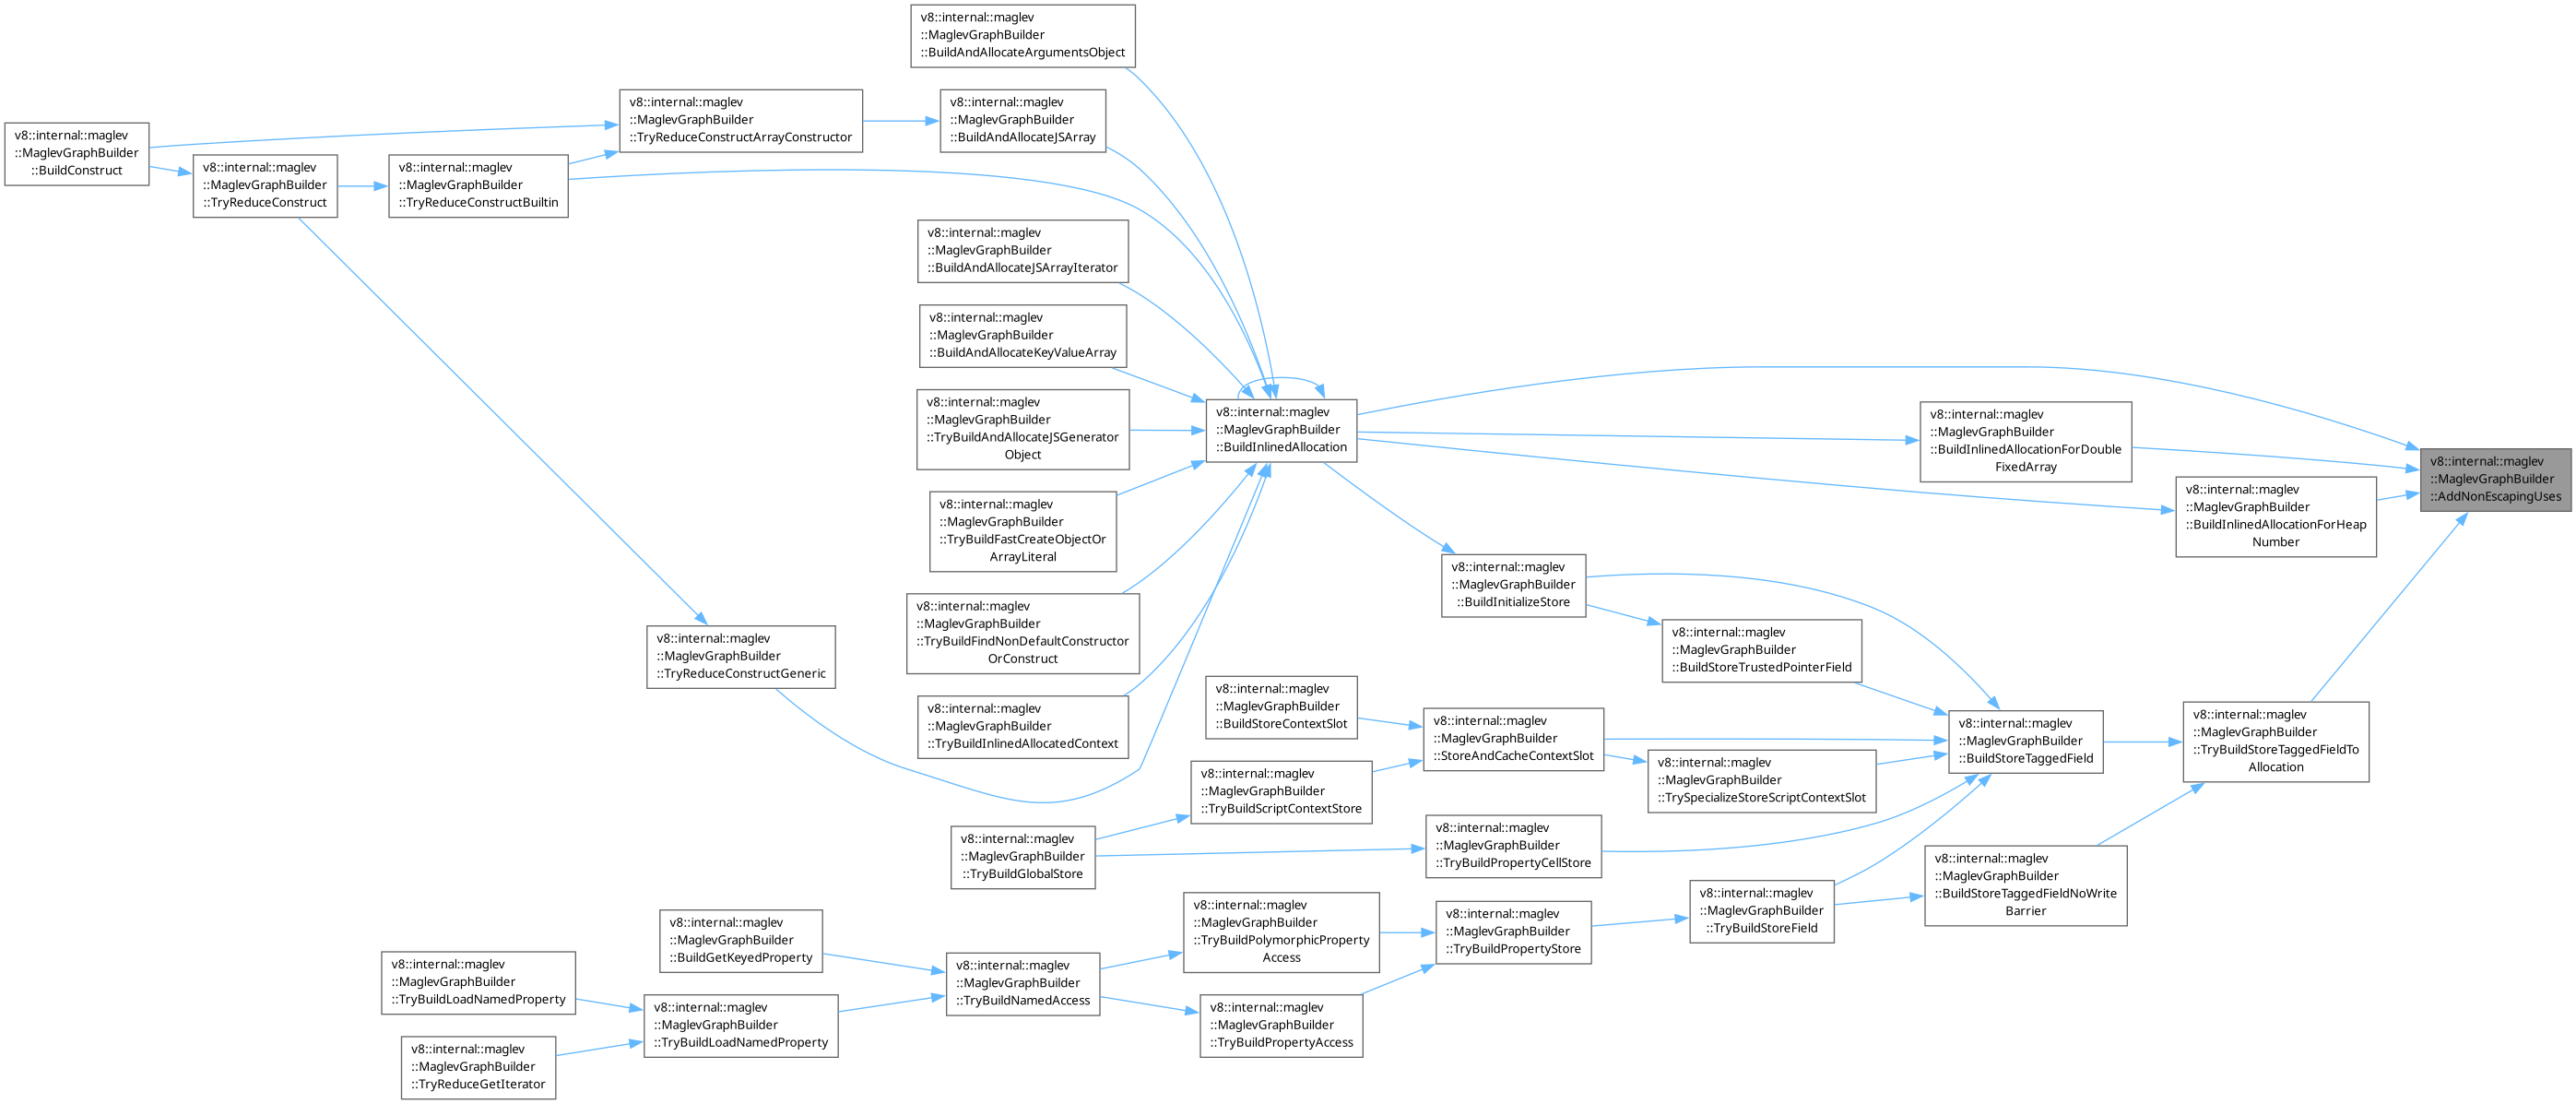 v8::internal::maglev
::MaglevGraphBuilder
::BuildAndAllocateArgumentsObject
v8::internal::maglev
::MaglevGraphBuilder
::BuildConstruct
v8::internal::maglev
::MaglevGraphBuilder
::TryReduceConstruct
v8::internal::maglev
::MaglevGraphBuilder
::TryReduceConstructBuiltin
v8::internal::maglev
::MaglevGraphBuilder
::TryReduceConstructArrayConstructor
v8::internal::maglev
::MaglevGraphBuilder
::BuildAndAllocateJSArray
v8::internal::maglev
::MaglevGraphBuilder
::BuildAndAllocateJSArrayIterator
v8::internal::maglev
::MaglevGraphBuilder
::BuildAndAllocateKeyValueArray
v8::internal::maglev
::MaglevGraphBuilder
::TryBuildAndAllocateJSGenerator
Object
v8::internal::maglev
::MaglevGraphBuilder
::BuildInlinedAllocation
v8::internal::maglev
::MaglevGraphBuilder
::BuildInlinedAllocationForDouble
FixedArray
v8::internal::maglev
::MaglevGraphBuilder
::AddNonEscapingUses
v8::internal::maglev
::MaglevGraphBuilder
::BuildInlinedAllocationForHeap
Number
v8::internal::maglev
::MaglevGraphBuilder
::TryBuildFastCreateObjectOr
ArrayLiteral
v8::internal::maglev
::MaglevGraphBuilder
::BuildInitializeStore
v8::internal::maglev
::MaglevGraphBuilder
::TryBuildFindNonDefaultConstructor
OrConstruct
v8::internal::maglev
::MaglevGraphBuilder
::TryReduceConstructGeneric
v8::internal::maglev
::MaglevGraphBuilder
::BuildStoreTrustedPointerField
v8::internal::maglev
::MaglevGraphBuilder
::TryBuildInlinedAllocatedContext
v8::internal::maglev
::MaglevGraphBuilder
::BuildStoreContextSlot
v8::internal::maglev
::MaglevGraphBuilder
::StoreAndCacheContextSlot
v8::internal::maglev
::MaglevGraphBuilder
::TrySpecializeStoreScriptContextSlot
v8::internal::maglev
::MaglevGraphBuilder
::BuildStoreTaggedField
v8::internal::maglev
::MaglevGraphBuilder
::TryBuildStoreTaggedFieldTo
Allocation
v8::internal::maglev
::MaglevGraphBuilder
::TryBuildScriptContextStore
v8::internal::maglev
::MaglevGraphBuilder
::TryBuildGlobalStore
v8::internal::maglev
::MaglevGraphBuilder
::TryBuildPropertyCellStore
v8::internal::maglev
::MaglevGraphBuilder
::BuildStoreTaggedFieldNoWrite
Barrier
v8::internal::maglev
::MaglevGraphBuilder
::TryBuildStoreField
v8::internal::maglev
::MaglevGraphBuilder
::TryBuildPropertyStore
v8::internal::maglev
::MaglevGraphBuilder
::TryBuildPolymorphicProperty
Access
v8::internal::maglev
::MaglevGraphBuilder
::BuildGetKeyedProperty
v8::internal::maglev
::MaglevGraphBuilder
::TryBuildNamedAccess
v8::internal::maglev
::MaglevGraphBuilder
::TryBuildLoadNamedProperty
v8::internal::maglev
::MaglevGraphBuilder
::TryBuildLoadNamedProperty
v8::internal::maglev
::MaglevGraphBuilder
::TryBuildPropertyAccess
v8::internal::maglev
::MaglevGraphBuilder
::TryReduceGetIterator